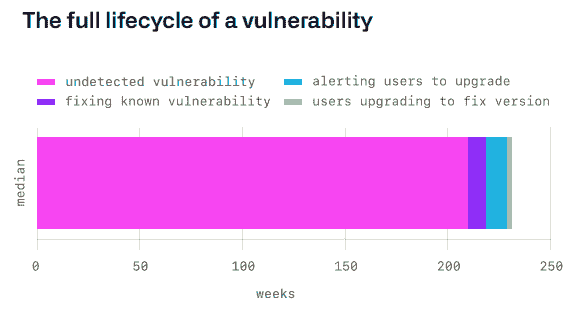 The full lifecycle of a vulnerability
undetected vulnerability
alerting users to upgrade
fixing known vulnerability
users upgrading to fix version
median
0 50 100 150 200 250
weeks